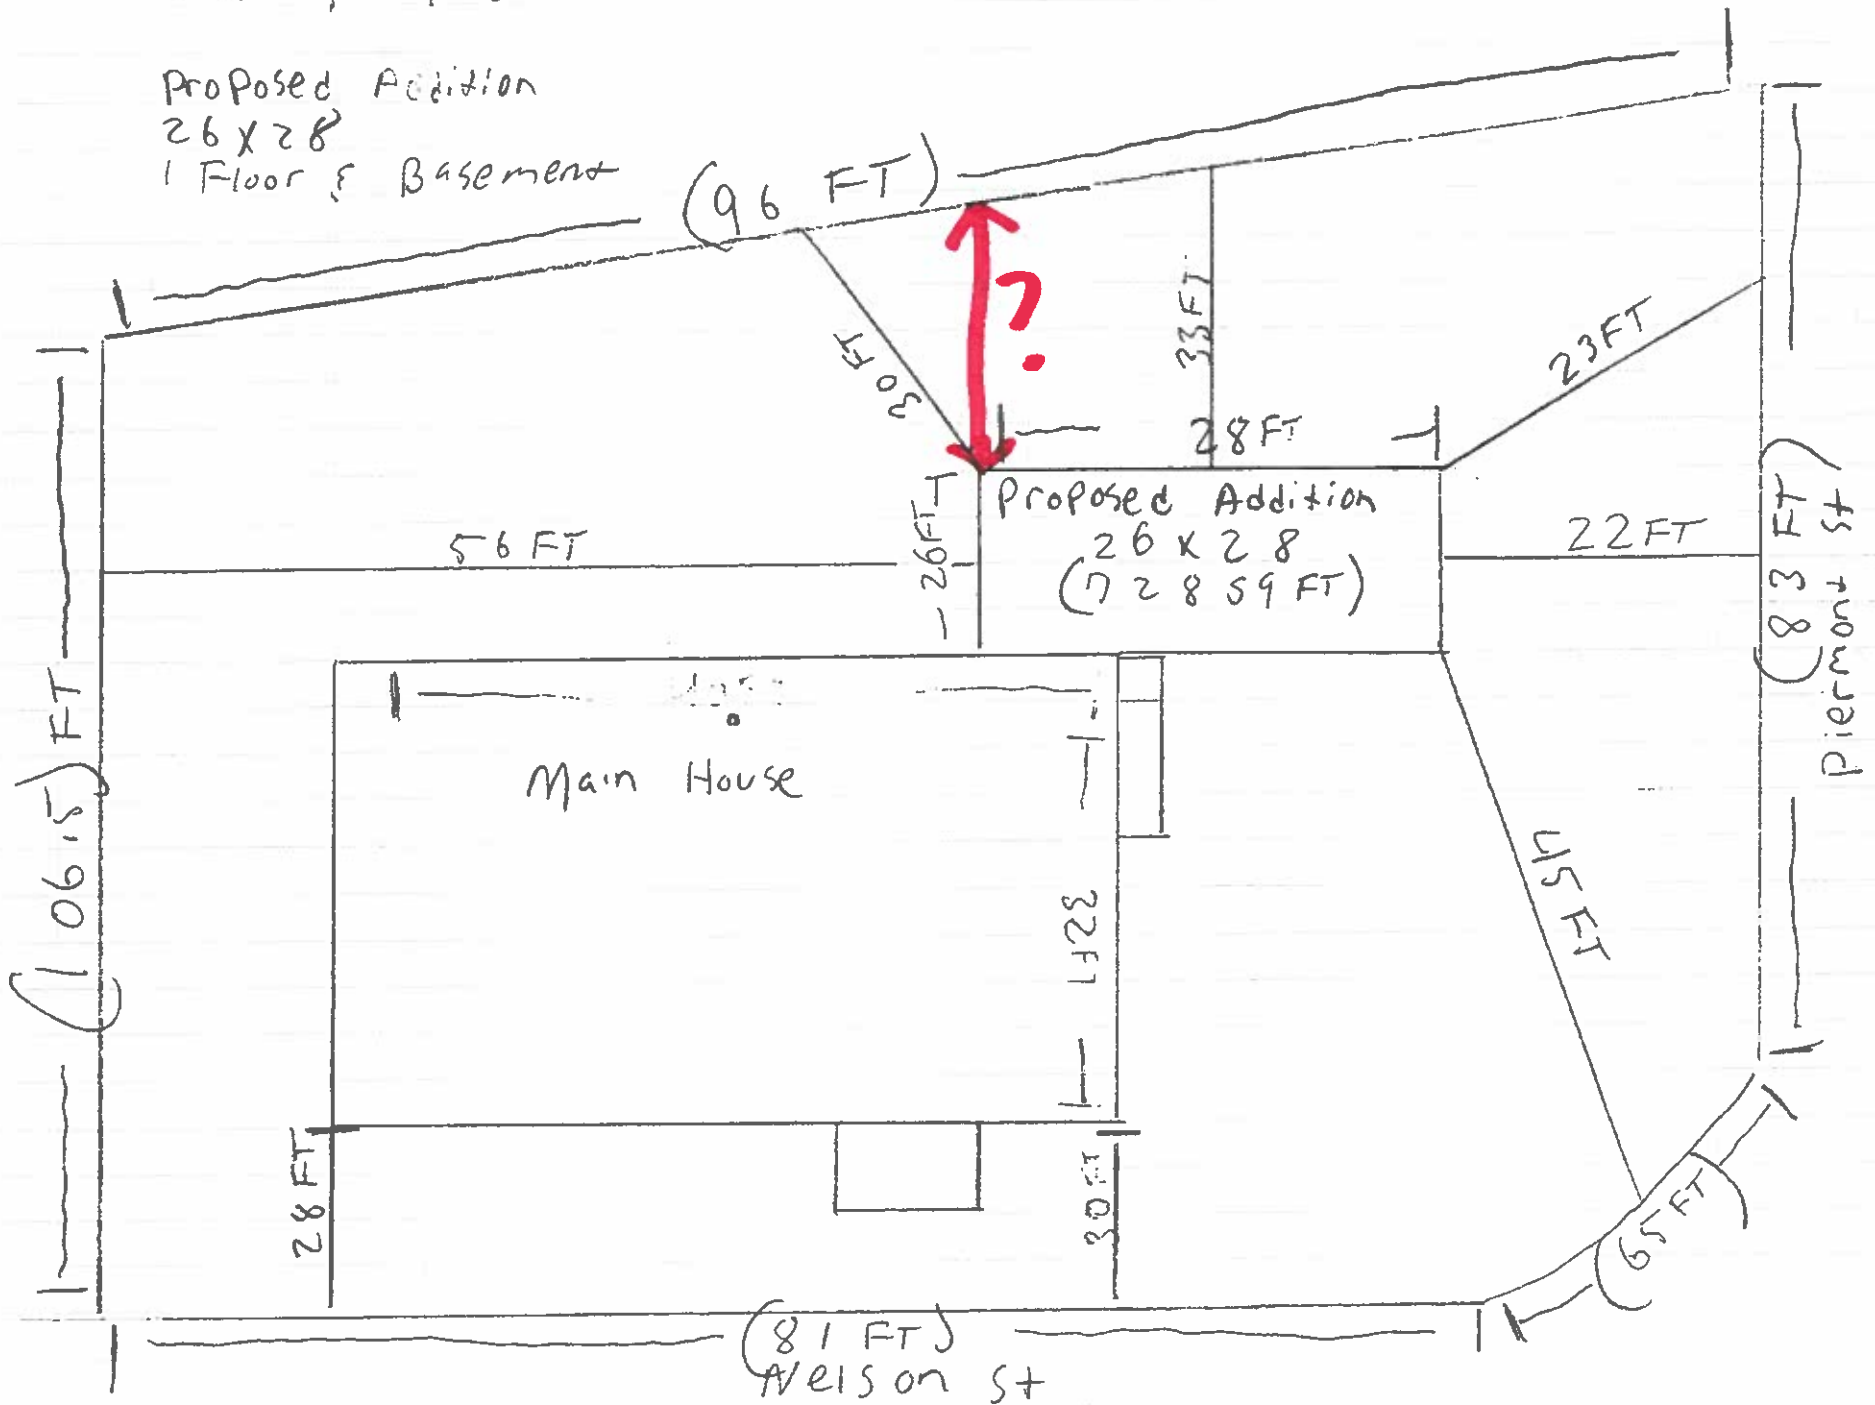 Proposed Addition
26 x 28
1 Floor & Basement
(96 FT)
?
30 FT
33 FT
23 FT
28 FT
56 FT
26 FT
Proposed Addition
26 x 28
(728 SQ FT)
22 FT
(83 FT)
Piermont St
(106.5) FT
Main House
32 FT
45 FT
28 FT
30 FT
(65 FT)
(81 FT)
Nelson St